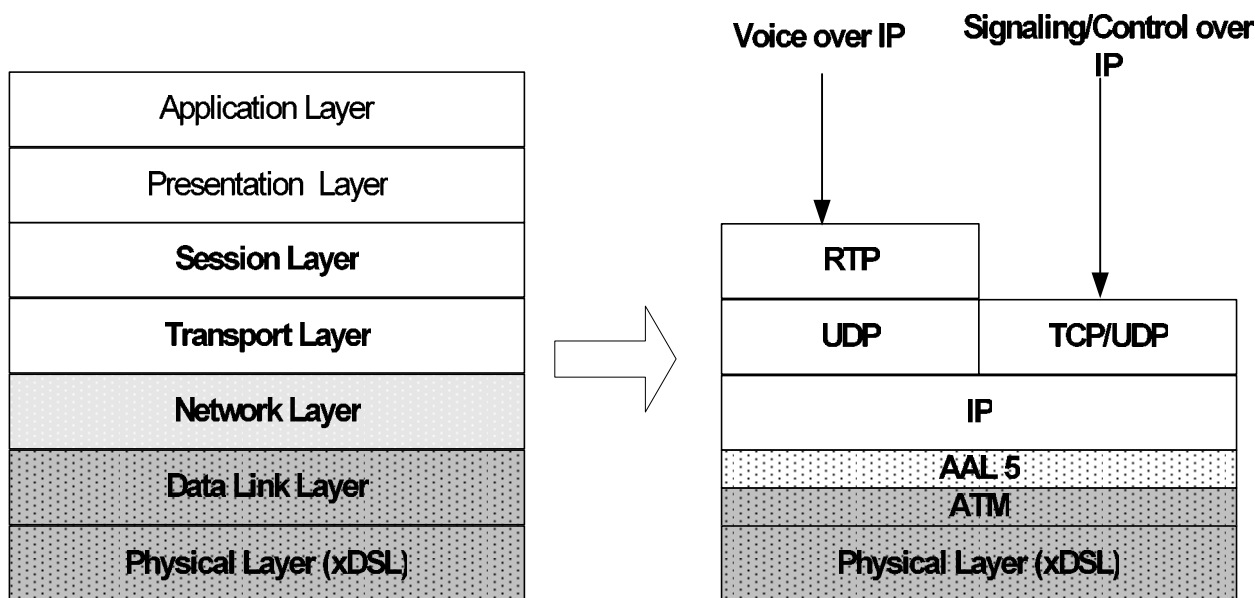 Application Layer
Presentation Layer
Session Layer
Transport Layer
Network Layer
Data Link Layer
Physical Layer (xDSL)
Voice over IP
Signaling/Control over
IP
RTP
UDP
TCP/UDP
IP
AAL 5
ATM
Physical Layer (xDSL)